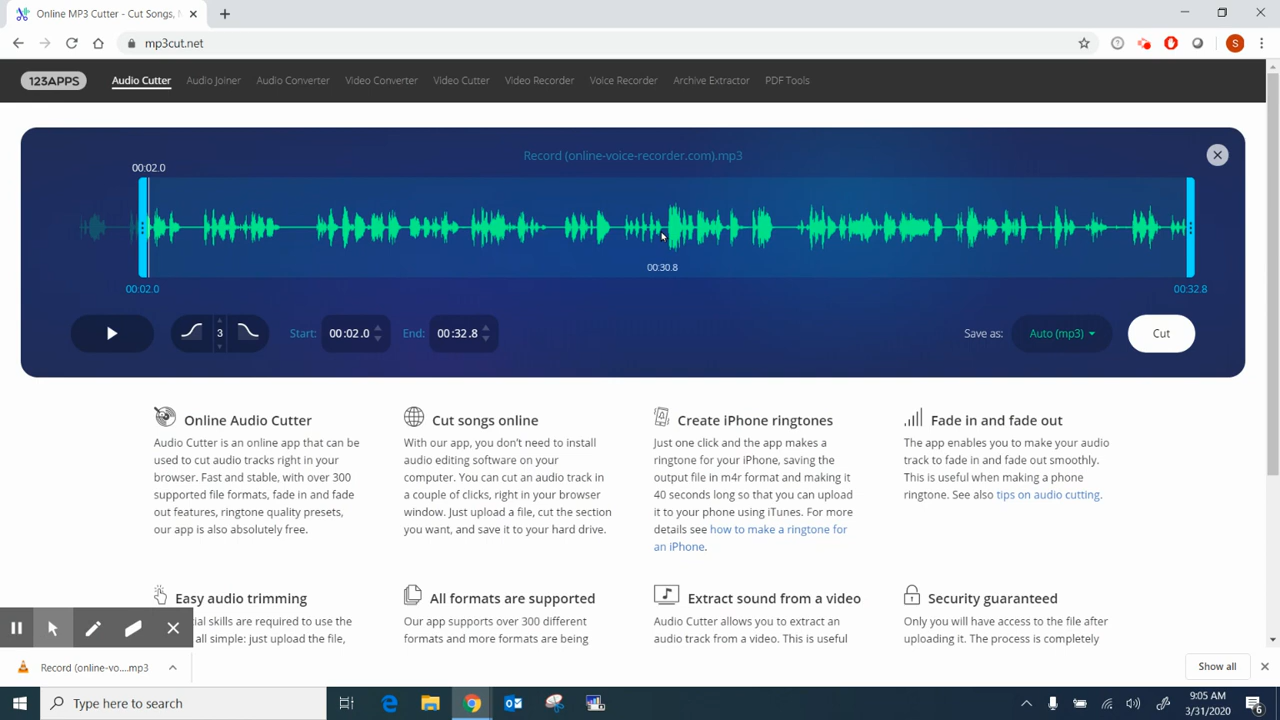 Online MP3 Cutter - Cut Songs,
mp3cut.net
S
123APPS
Audio Cutter
Audio Joiner
Audio Converter
Video Converter
Video Cutter
Video Recorder
Voice Recorder
Archive Extractor
PDF Tools
Record (online-voice-recorder.com).mp3
00:02.0
00:30.8
00:02.0
00:32.8
3
Start: 00:02.0
End: 00:32.8
Save as: Auto (mp3)
Cut
Online Audio Cutter
Audio Cutter is an online app that can be
used to cut audio tracks right in your
browser. Fast and stable, with over 300
supported file formats, fade in and fade
out features, ringtone quality presets,
our app is also absolutely free.
Cut songs online
With our app, you don't need to install
audio editing software on your
computer. You can cut an audio track in
a couple of clicks, right in your browser
window. Just upload a file, cut the section
you want, and save it to your hard drive.
Create iPhone ringtones
Just one click and the app makes a
ringtone for your iPhone, saving the
output file in m4r format and making it
40 seconds long so that you can upload
it to your phone using iTunes. For more
details see how to make a ringtone for
an iPhone.
Fade in and fade out
The app enables you to make your audio
track to fade in and fade out smoothly.
This is useful when making a phone
ringtone. See also tips on audio cutting.
Easy audio trimming
cial skills are required to use the
all simple: just upload the file,
All formats are supported
Our app supports over 300 different
formats and more formats are being
Extract sound from a video
Audio Cutter allows you to extract an
audio track from a video. This is useful
Security guaranteed
Only you will have access to the file after
uploading it. The process is completely
Record (online-vo....mp3
Show all
Type here to search
9:05 AM
3/31/2020
6